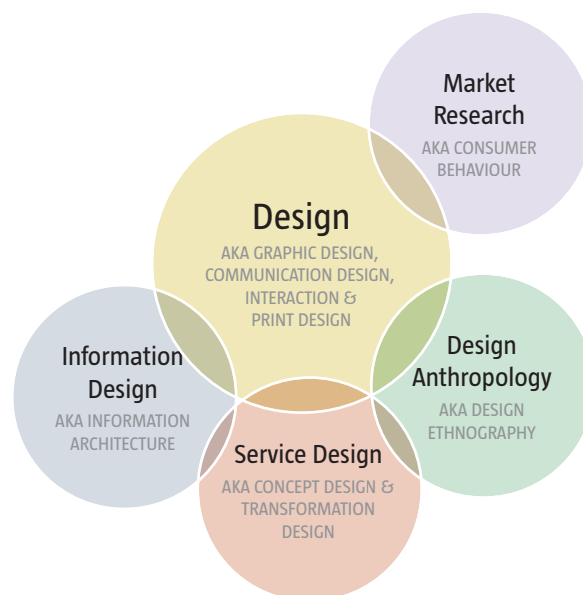 Market
Research
AKA CONSUMER
BEHAVIOUR
Design
AKA GRAPHIC DESIGN,
COMMUNICATION DESIGN,
INTERACTION &
PRINT DESIGN
Information
Design
AKA INFORMATION
ARCHITECTURE
Design
Anthropology
AKA DESIGN
ETHNOGRAPHY
Service Design
AKA CONCEPT DESIGN &
TRANSFORMATION
DESIGN